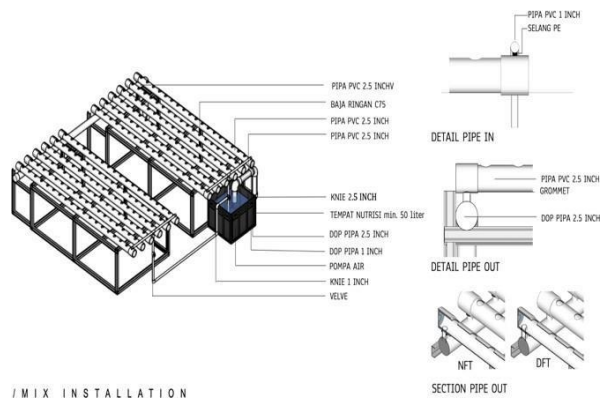 PIPA PVC 2.5 INCHV
BAJA RINGAN C75
PIPA PVC 2.5 INCH
PIPA PVC 2.5 INCH
KNIE 2.5 INCH
TEMPAT NUTRISI min. 50 liter
DOP PIPA 2.5 INCH
DOP PIPA 1 INCH
POMPA AIR
KNIE 1 INCH
VELVE
/MIX INSTALLATION
PIPA PVC 1 INCH
SELANG PE
DETAIL PIPE IN
PIPA PVC 2.5 INCH
GROMMET
DOP PIPA 2.5 INCH
DETAIL PIPE OUT
NFT
DFT
SECTION PIPE OUT